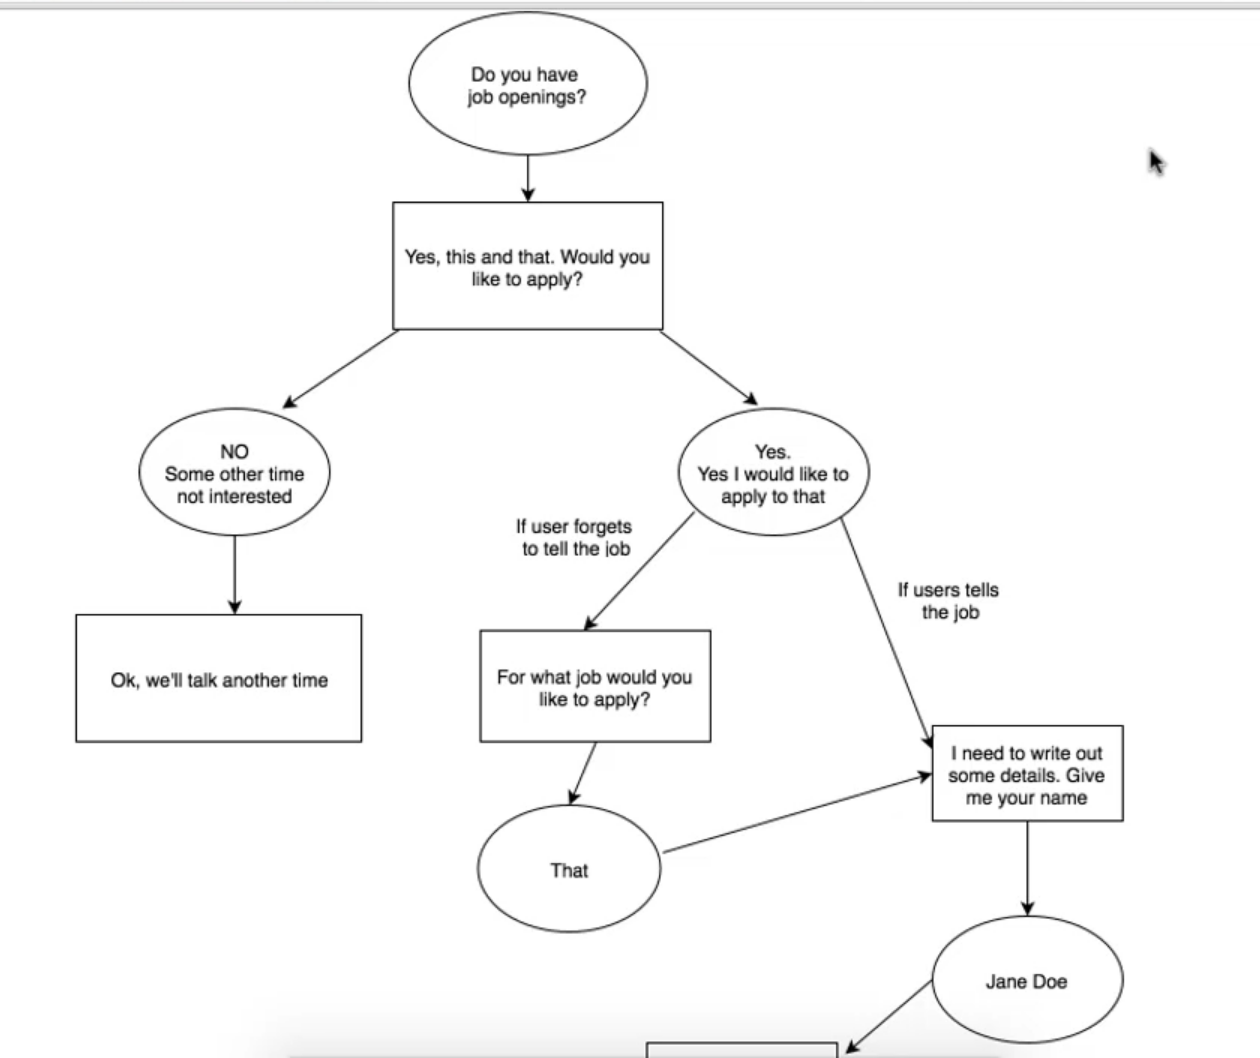 Do you have
job openings?
Yes, this and that. Would you
like to apply?
NO
Some other time
not interested
Yes.
Yes I would like to
apply to that
If user forgets
to tell the job
If users tells
the job
Ok, we'll talk another time
For what job would you
like to apply?
I need to write out
some details. Give
me your name
That
Jane Doe